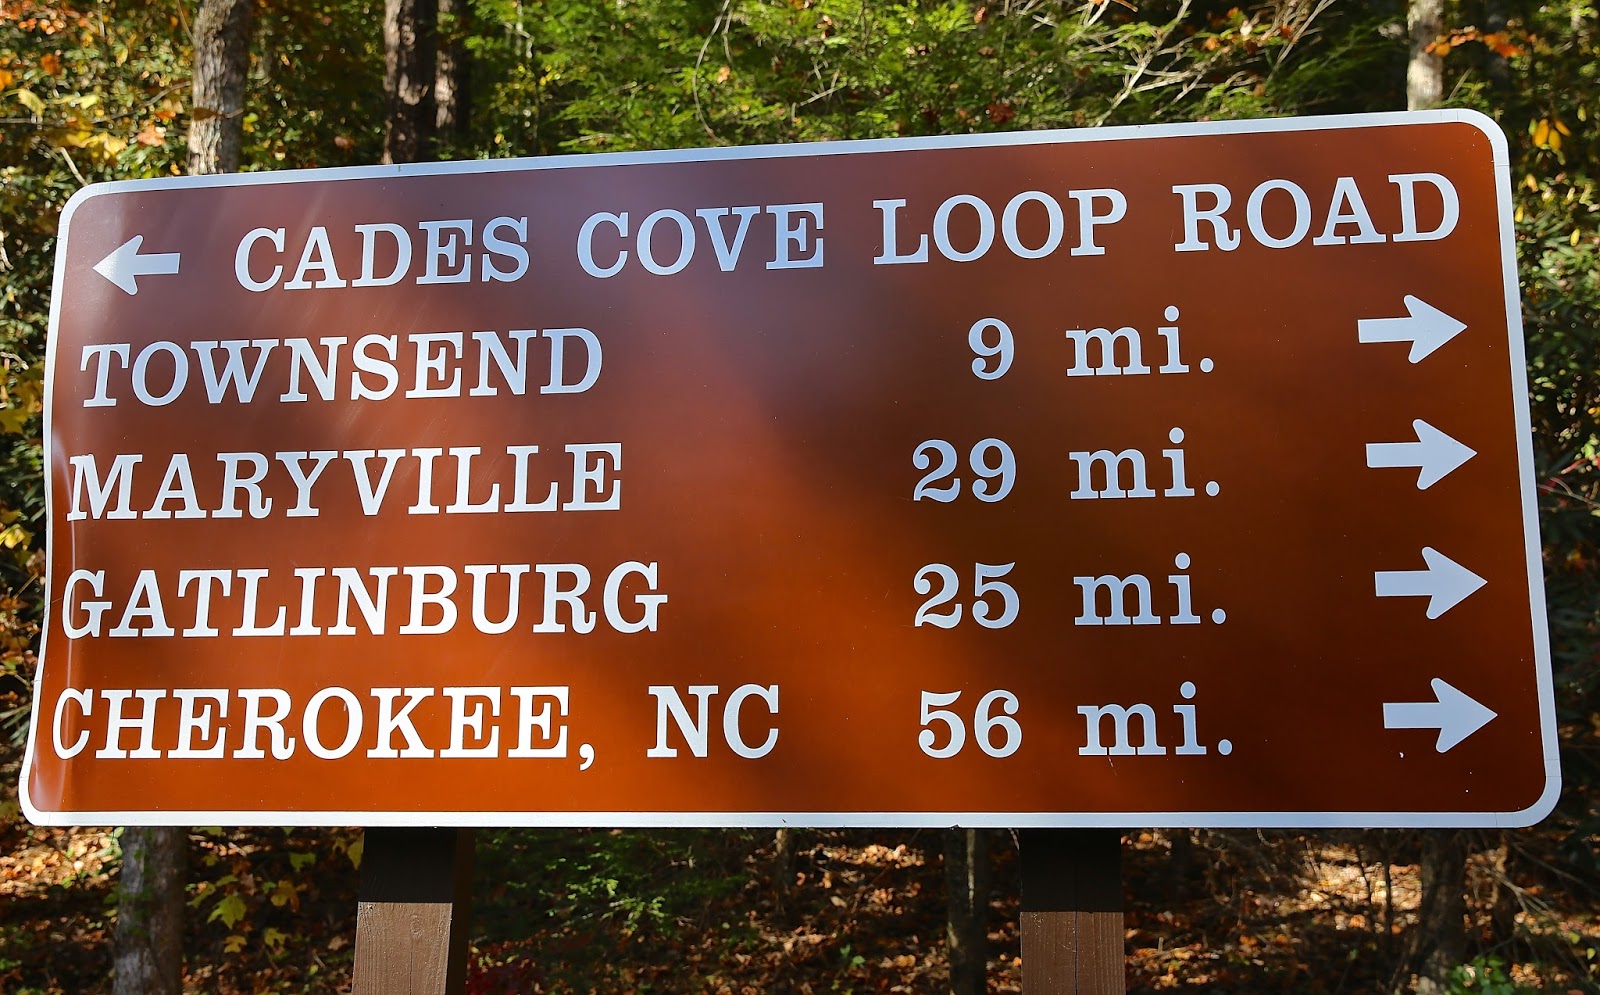 ← CADES COVE LOOP ROAD
TOWNSEND 9 mi. →
MARYVILLE 29 mi. →
GATLINBURG 25 mi. →
CHEROKEE, NC 56 mi. →